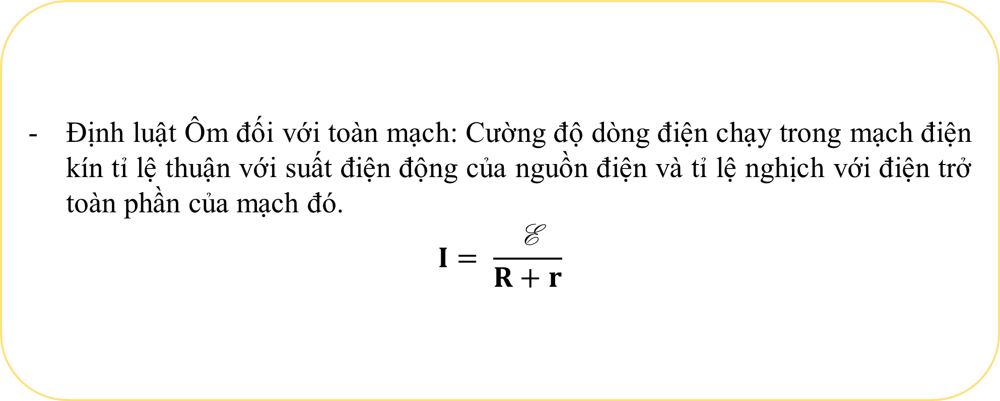 - Định luật Ôm đối với toàn mạch: Cường độ dòng điện chạy trong mạch điện
kín tỉ lệ thuận với suất điện động của nguồn điện và tỉ lệ nghịch với điện trở
toàn phần của mạch đó.
I = ℰ / (R + r)